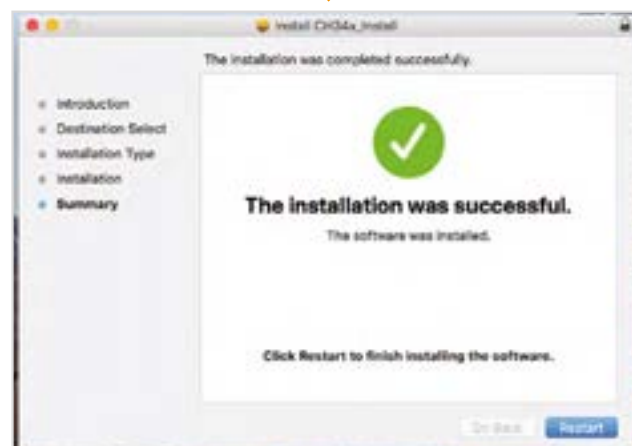 Install CH34x_Install
The installation was completed successfully.
Introduction
Destination Select
Installation Type
Installation
Summary
The installation was successful.
The software was installed.
Click Restart to finish installing the software.
Go Back
Restart